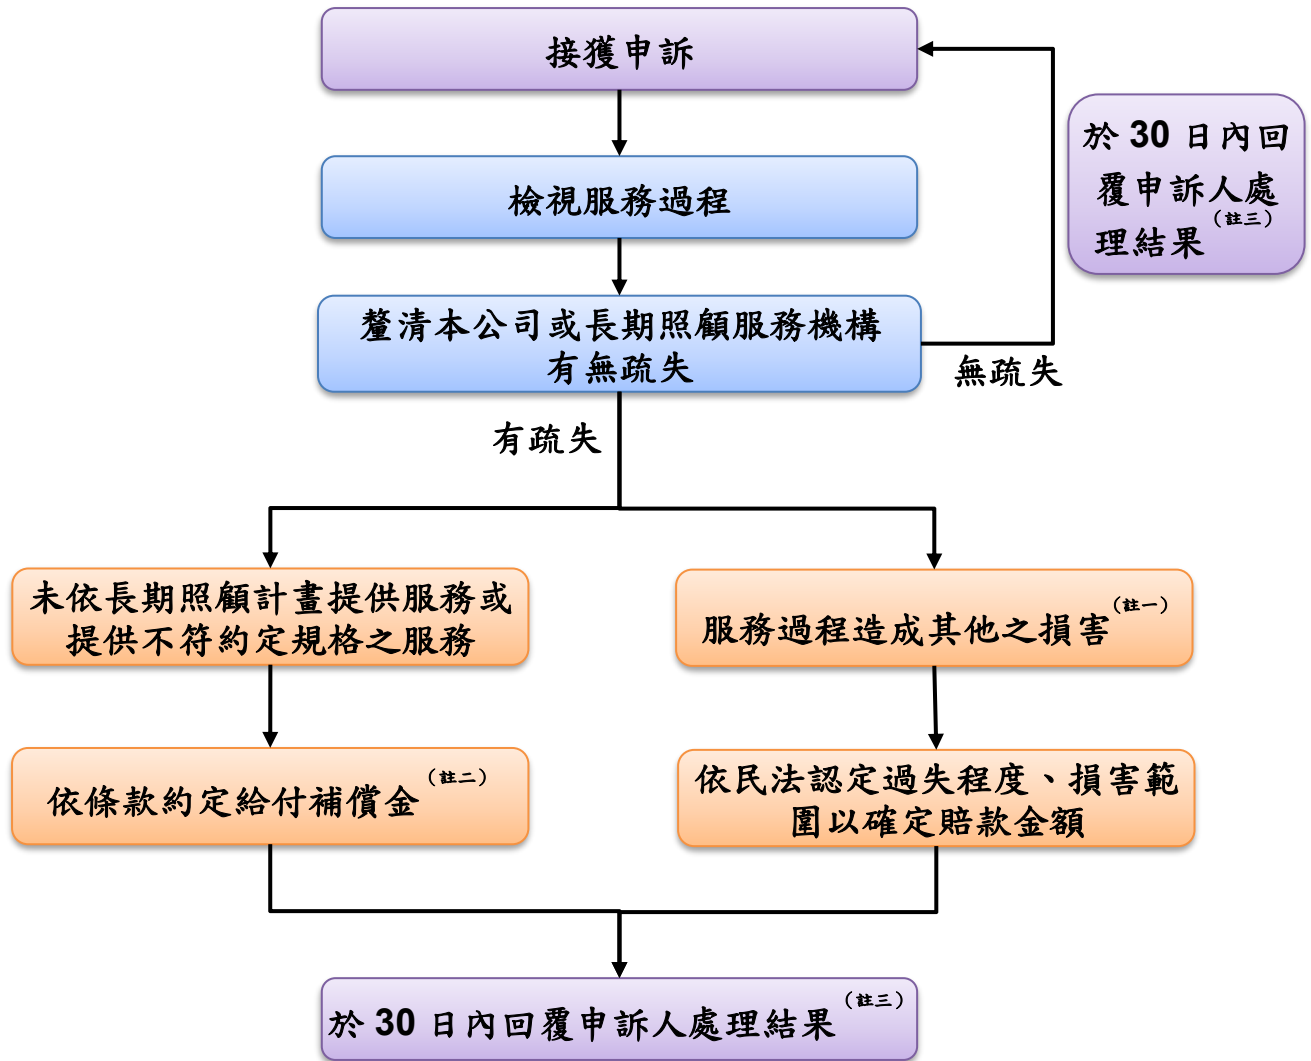 接獲申訴
於 30 日內回
覆申訴人處
理結果（註三）
檢視服務過程
釐清本公司或長期照顧服務機構
有無疏失
無疏失
有疏失
未依長期照顧計畫提供服務或
提供不符約定規格之服務
服務過程造成其他之損害（註一）
依條款約定給付補償金（註二）
依民法認定過失程度、損害範
圍以確定賠款金額
於 30 日內回覆申訴人處理結果（註三）